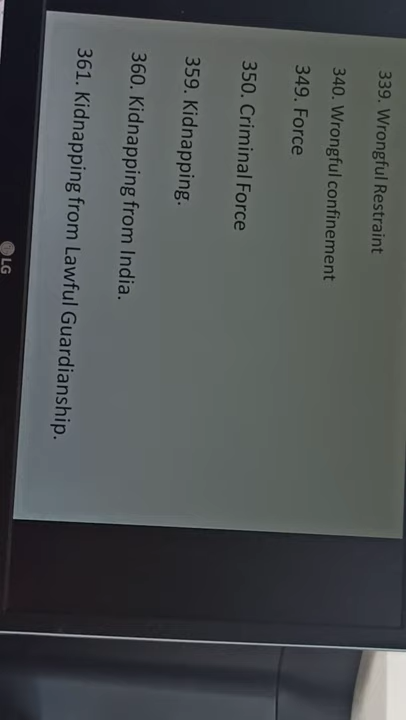 339. Wrongful Restraint
340. Wrongful confinement
349. Force
350. Criminal Force
359. Kidnapping.
360. Kidnapping from India.
361. Kidnapping from Lawful Guardianship.
LG